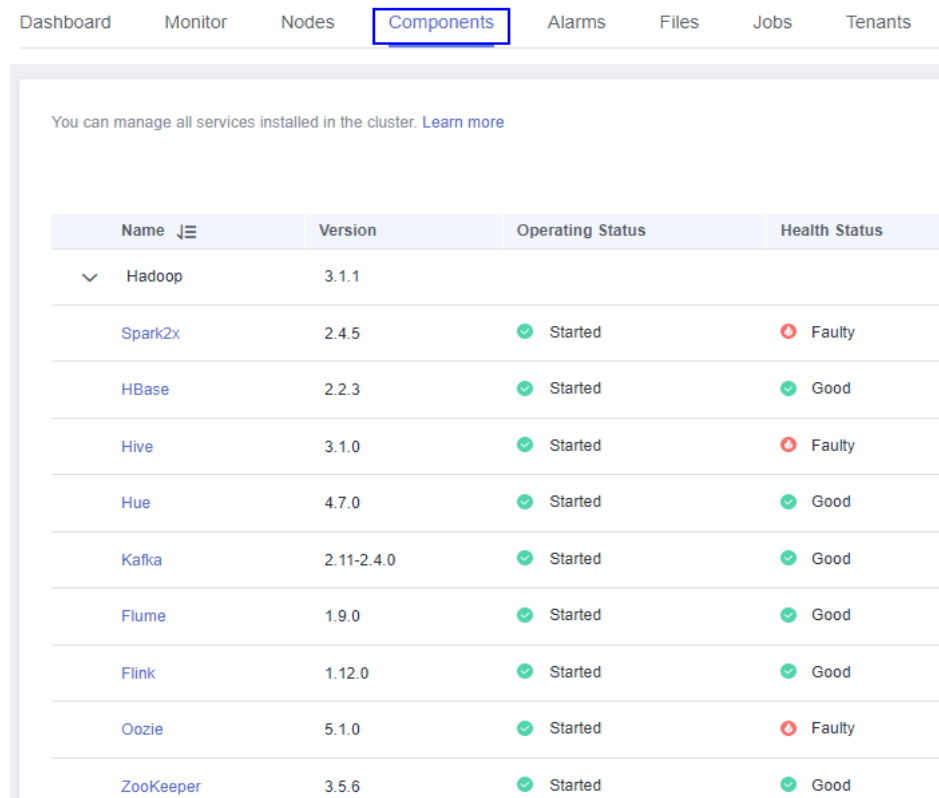 Dashboard Monitor Nodes Components Alarms Files Jobs Tenants
You can manage all services installed in the cluster. Learn more
Name Version Operating Status Health Status
Hadoop 3.1.1
Spark2x 2.4.5 Started Faulty
HBase 2.2.3 Started Good
Hive 3.1.0 Started Faulty
Hue 4.7.0 Started Good
Kafka 2.11-2.4.0 Started Good
Flume 1.9.0 Started Good
Flink 1.12.0 Started Good
Oozie 5.1.0 Started Faulty
ZooKeeper 3.5.6 Started Good